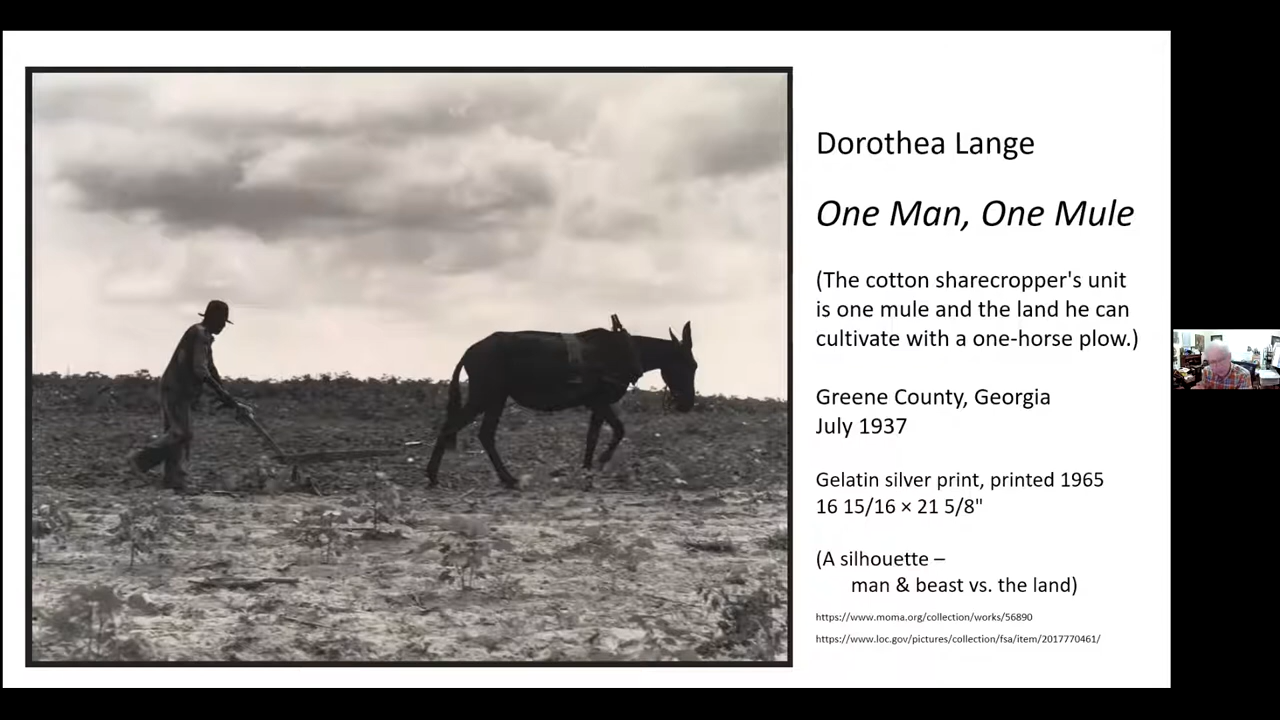 Dorothea Lange
One Man, One Mule
(The cotton sharecropper's unit
is one mule and the land he can
cultivate with a one-horse plow.)
Greene County, Georgia
July 1937
Gelatin silver print, printed 1965
16 15/16 × 21 5/8"
(A silhouette –
man & beast vs. the land)
https://www.moma.org/collection/works/56890
https://www.loc.gov/pictures/collection/fsa/item/2017770461/